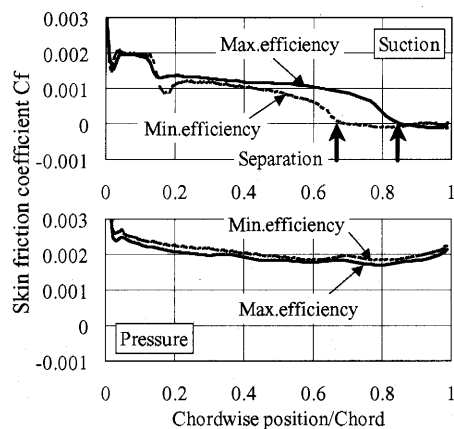 Skin friction coefficient Cf
0.003
0.002
0.001
0
-0.001
Max.efficiency
Suction
Min.efficiency
Separation
0 0.2 0.4 0.6 0.8 1
0.003
0.002
0.001
0
-0.001
Min.efficiency
Max.efficiency
Pressure
0 0.2 0.4 0.6 0.8 1
Chordwise position/Chord